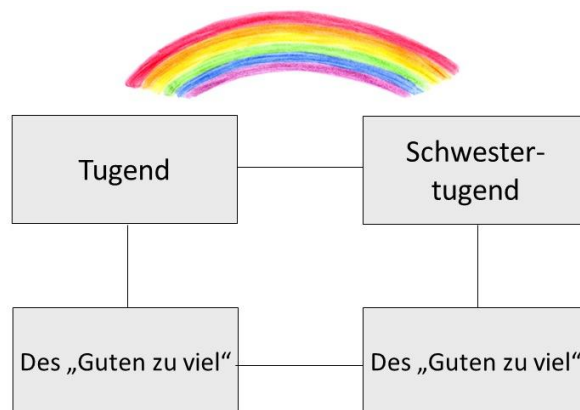 Tugend
Schwester-
tugend
Des „Guten zu viel“
Des „Guten zu viel“